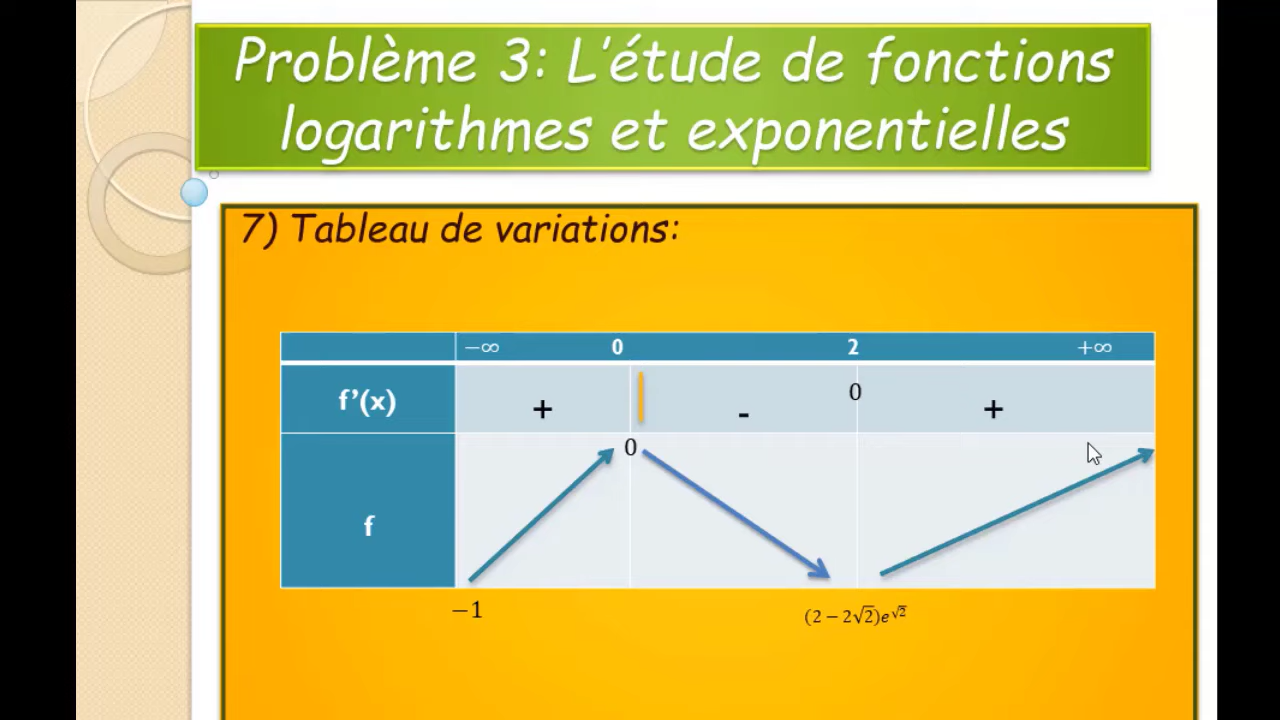 Problème 3: L'étude de fonctions
logarithmes et exponentielles
7) Tableau de variations:
−∞ 0 2 +∞
f'(x) + - 0 +
0
f
−1 (2 − 2√2)e^√2